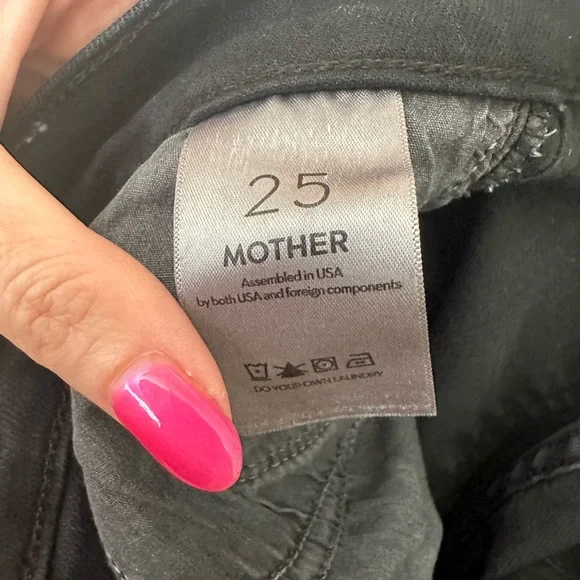 25
MOTHER
Assembled in USA
by both USA and foreign components
DO YOUR OWN LAUNDRY